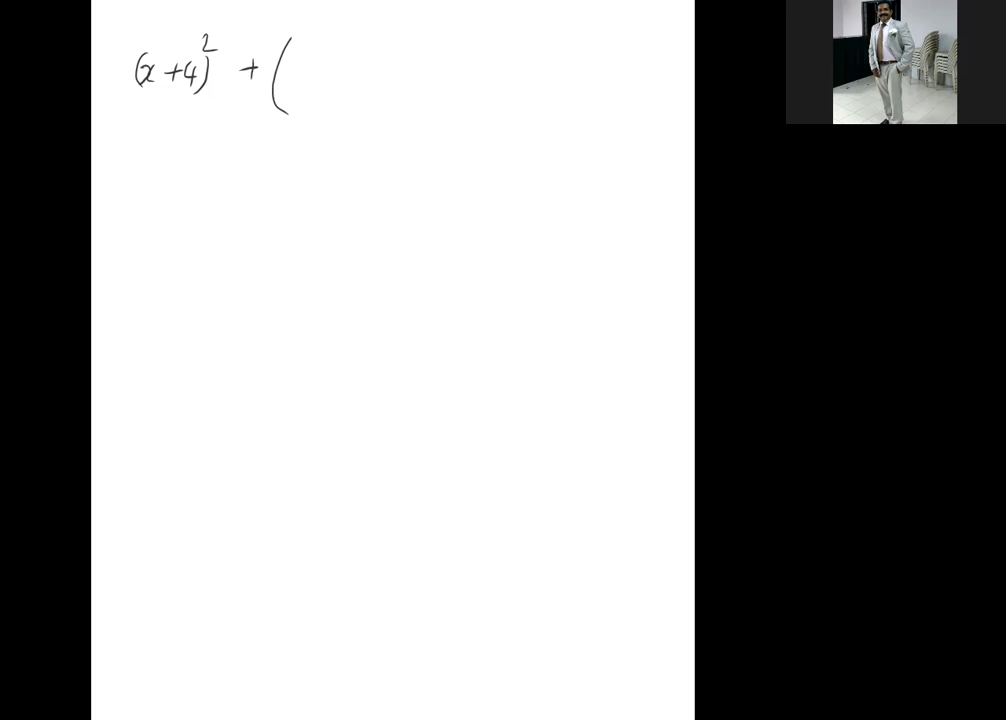 (x+4)² + (